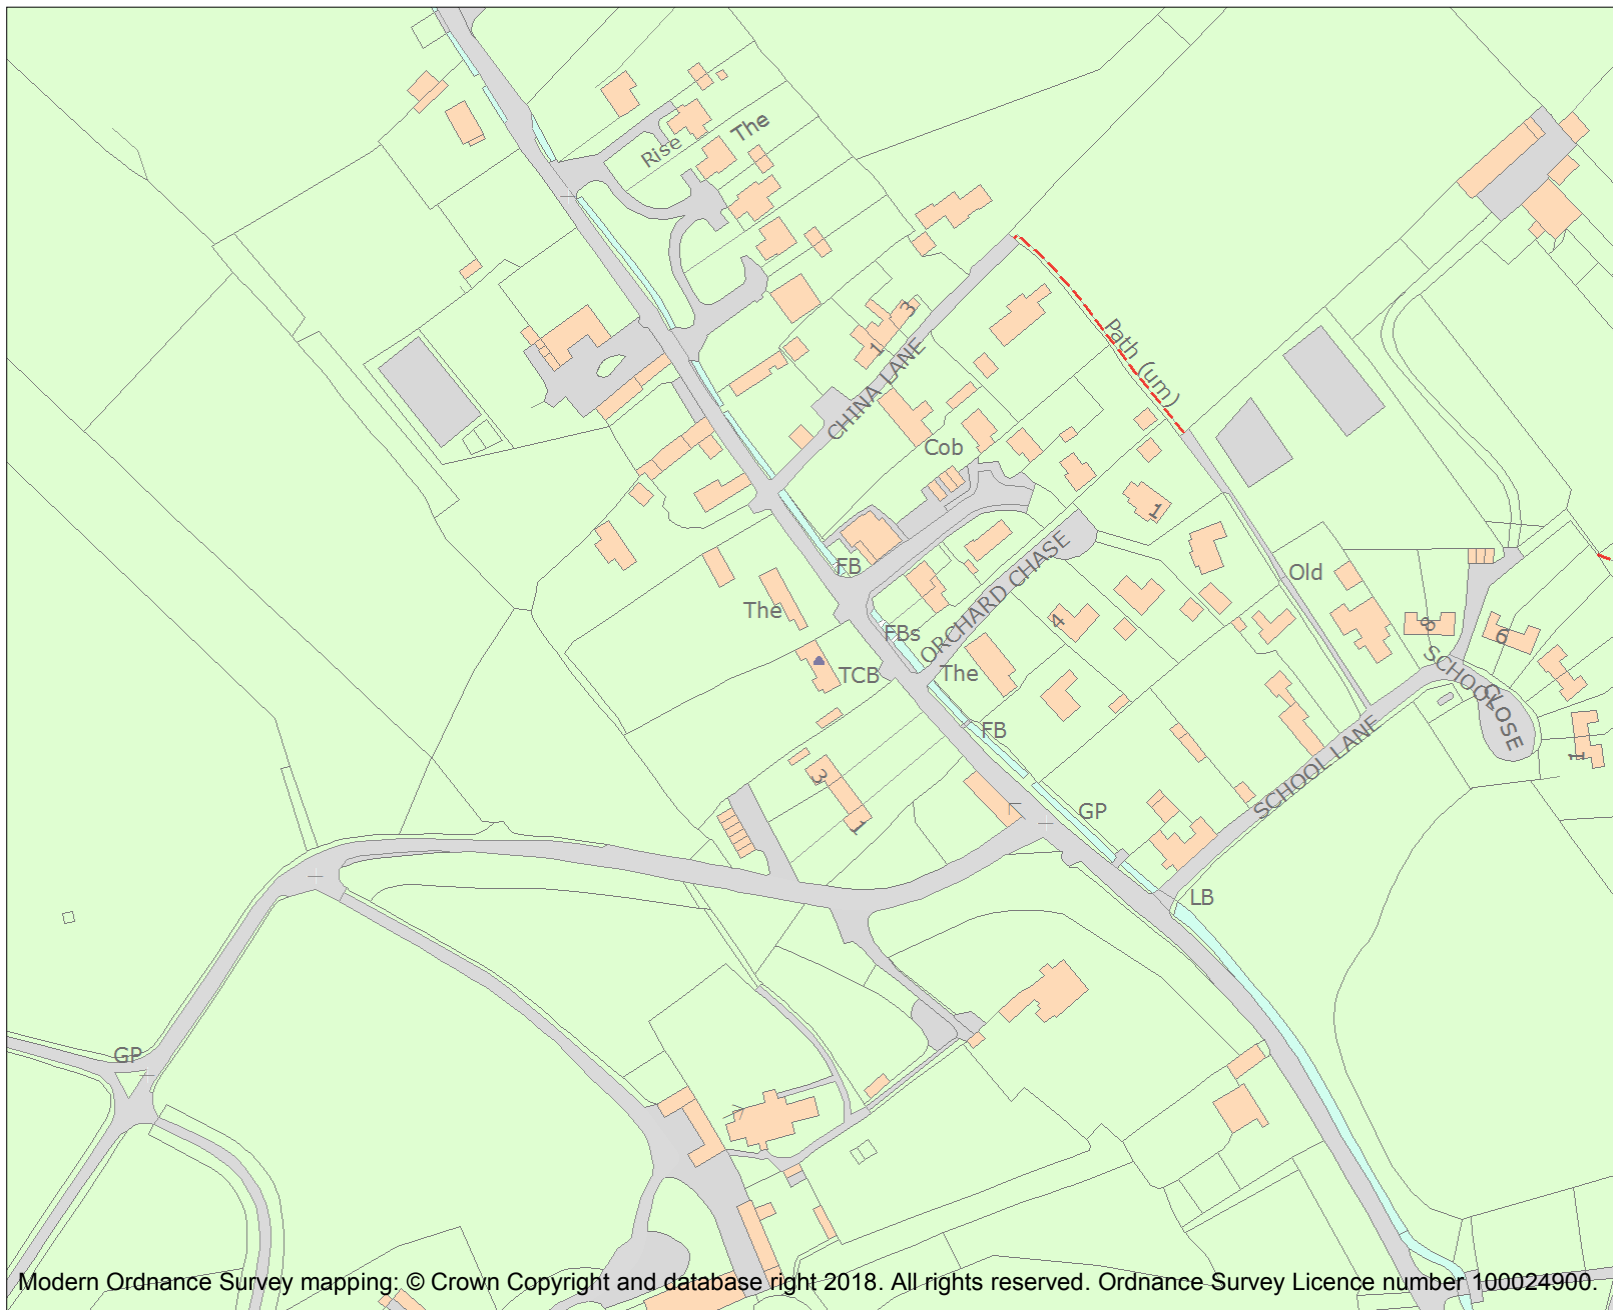 The
Rise
3
1
CHINA LANE
Path (um)
Cob
1
FB
ORCHARD CHASE
Old
The
4
FBs
8
6
TCB
The
SCHOOL
CLOSE
FB
1
3
1
GP
SCHOOL LANE
LB
GP
Modern Ordnance Survey mapping: © Crown Copyright and database right 2018. All rights reserved. Ordnance Survey Licence number 100024900.